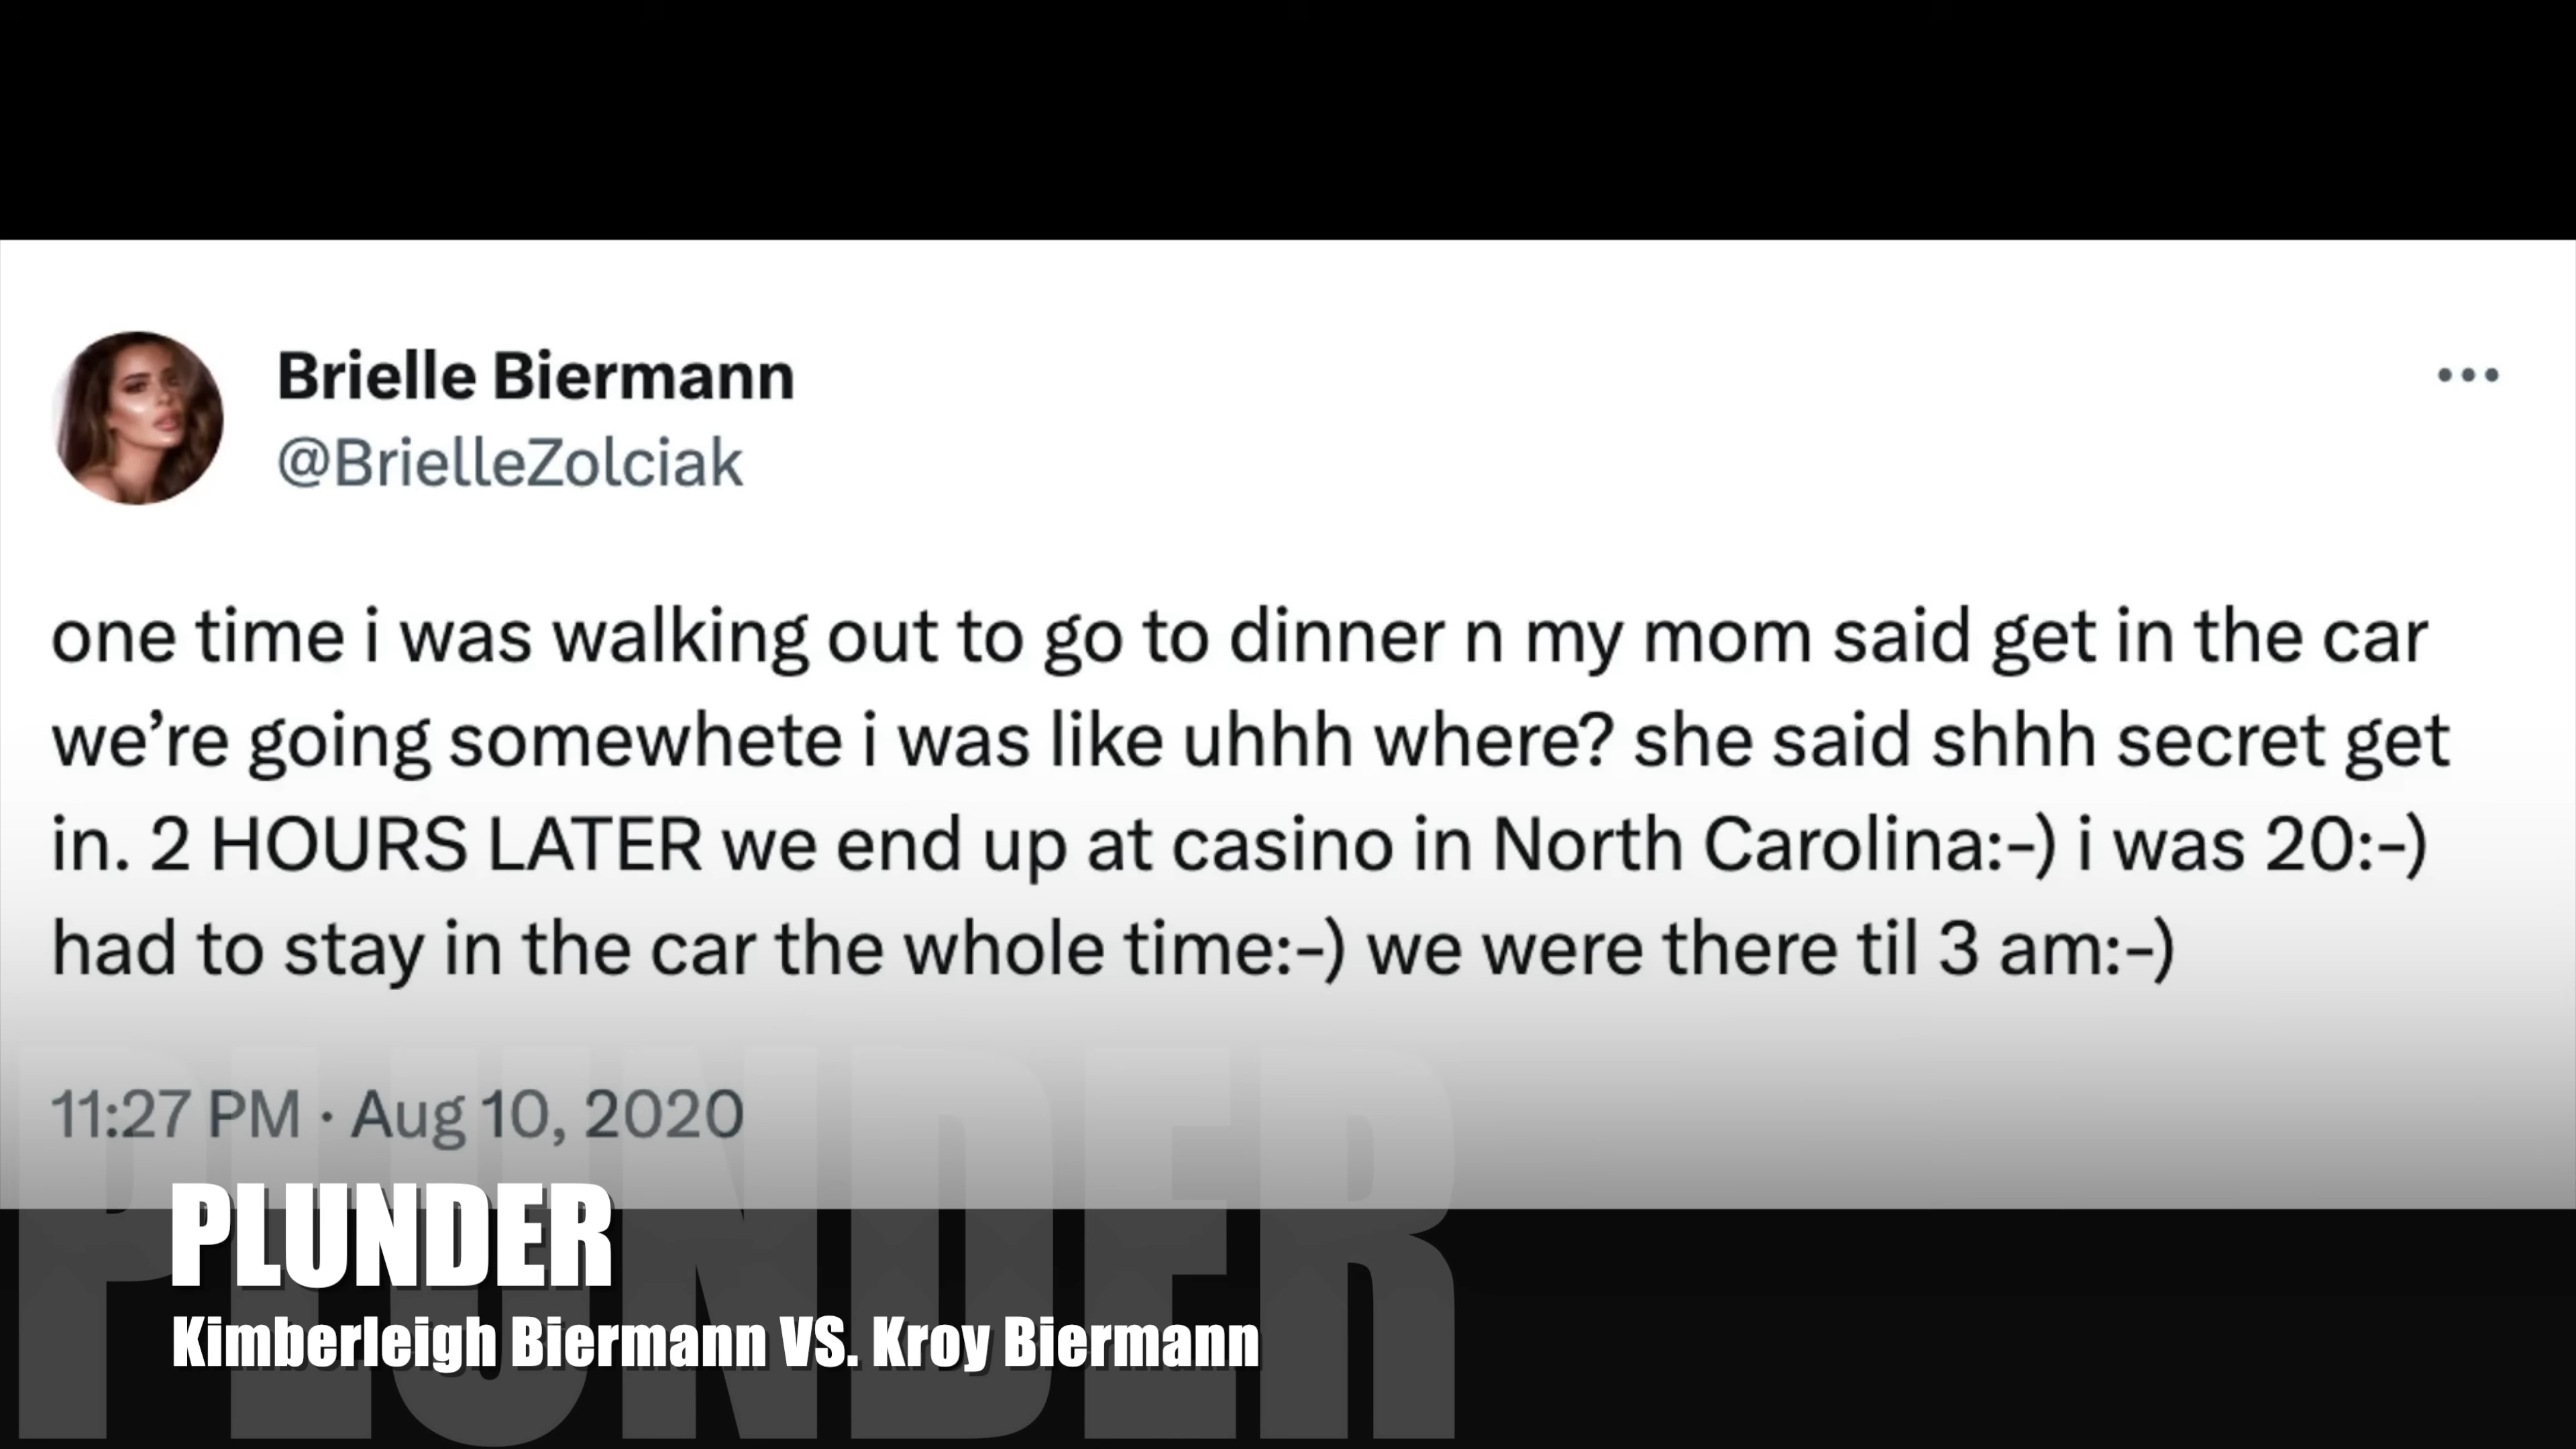 Brielle Biermann
@BrielleZolciak
one time i was walking out to go to dinner n my mom said get in the car
we’re going somewhete i was like uhhh where? she said shhh secret get
in. 2 HOURS LATER we end up at casino in North Carolina:-) i was 20:-)
had to stay in the car the whole time:-) we were there til 3 am:-)
11:27 PM · Aug 10, 2020
PLUNDER
PLUNDER
Kimberleigh Biermann VS. Kroy Biermann